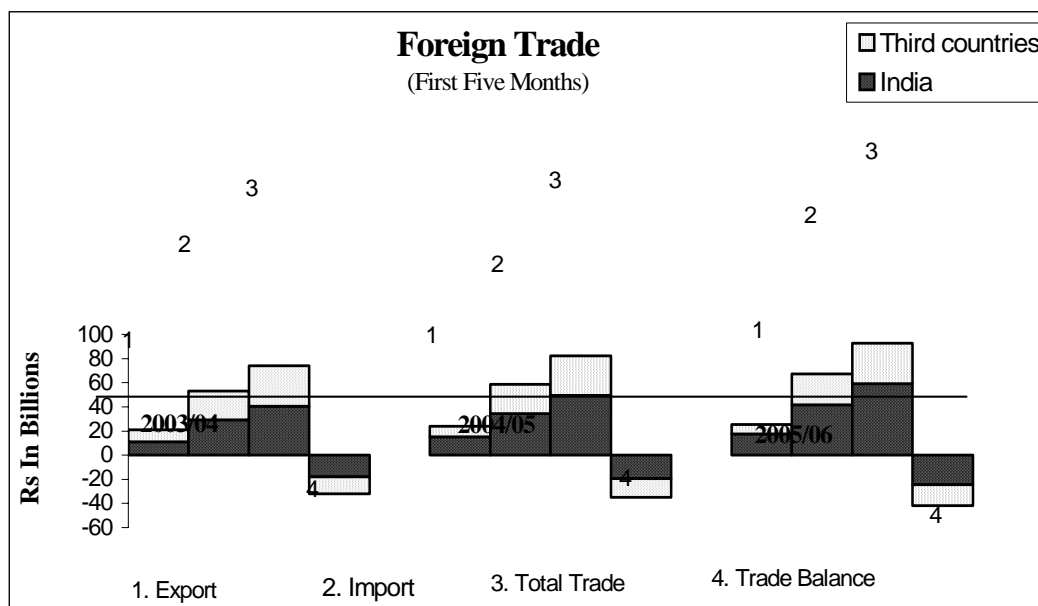 Foreign Trade
(First Five Months)
Third countries
India
3
3
3
2
2
2
1
1
1
Rs In Billions
100
80
60
40
20
0
-20
-40
-60
2003/04
2004/05
2005/06
4
4
4
1. Export
2. Import
3. Total Trade
4. Trade Balance